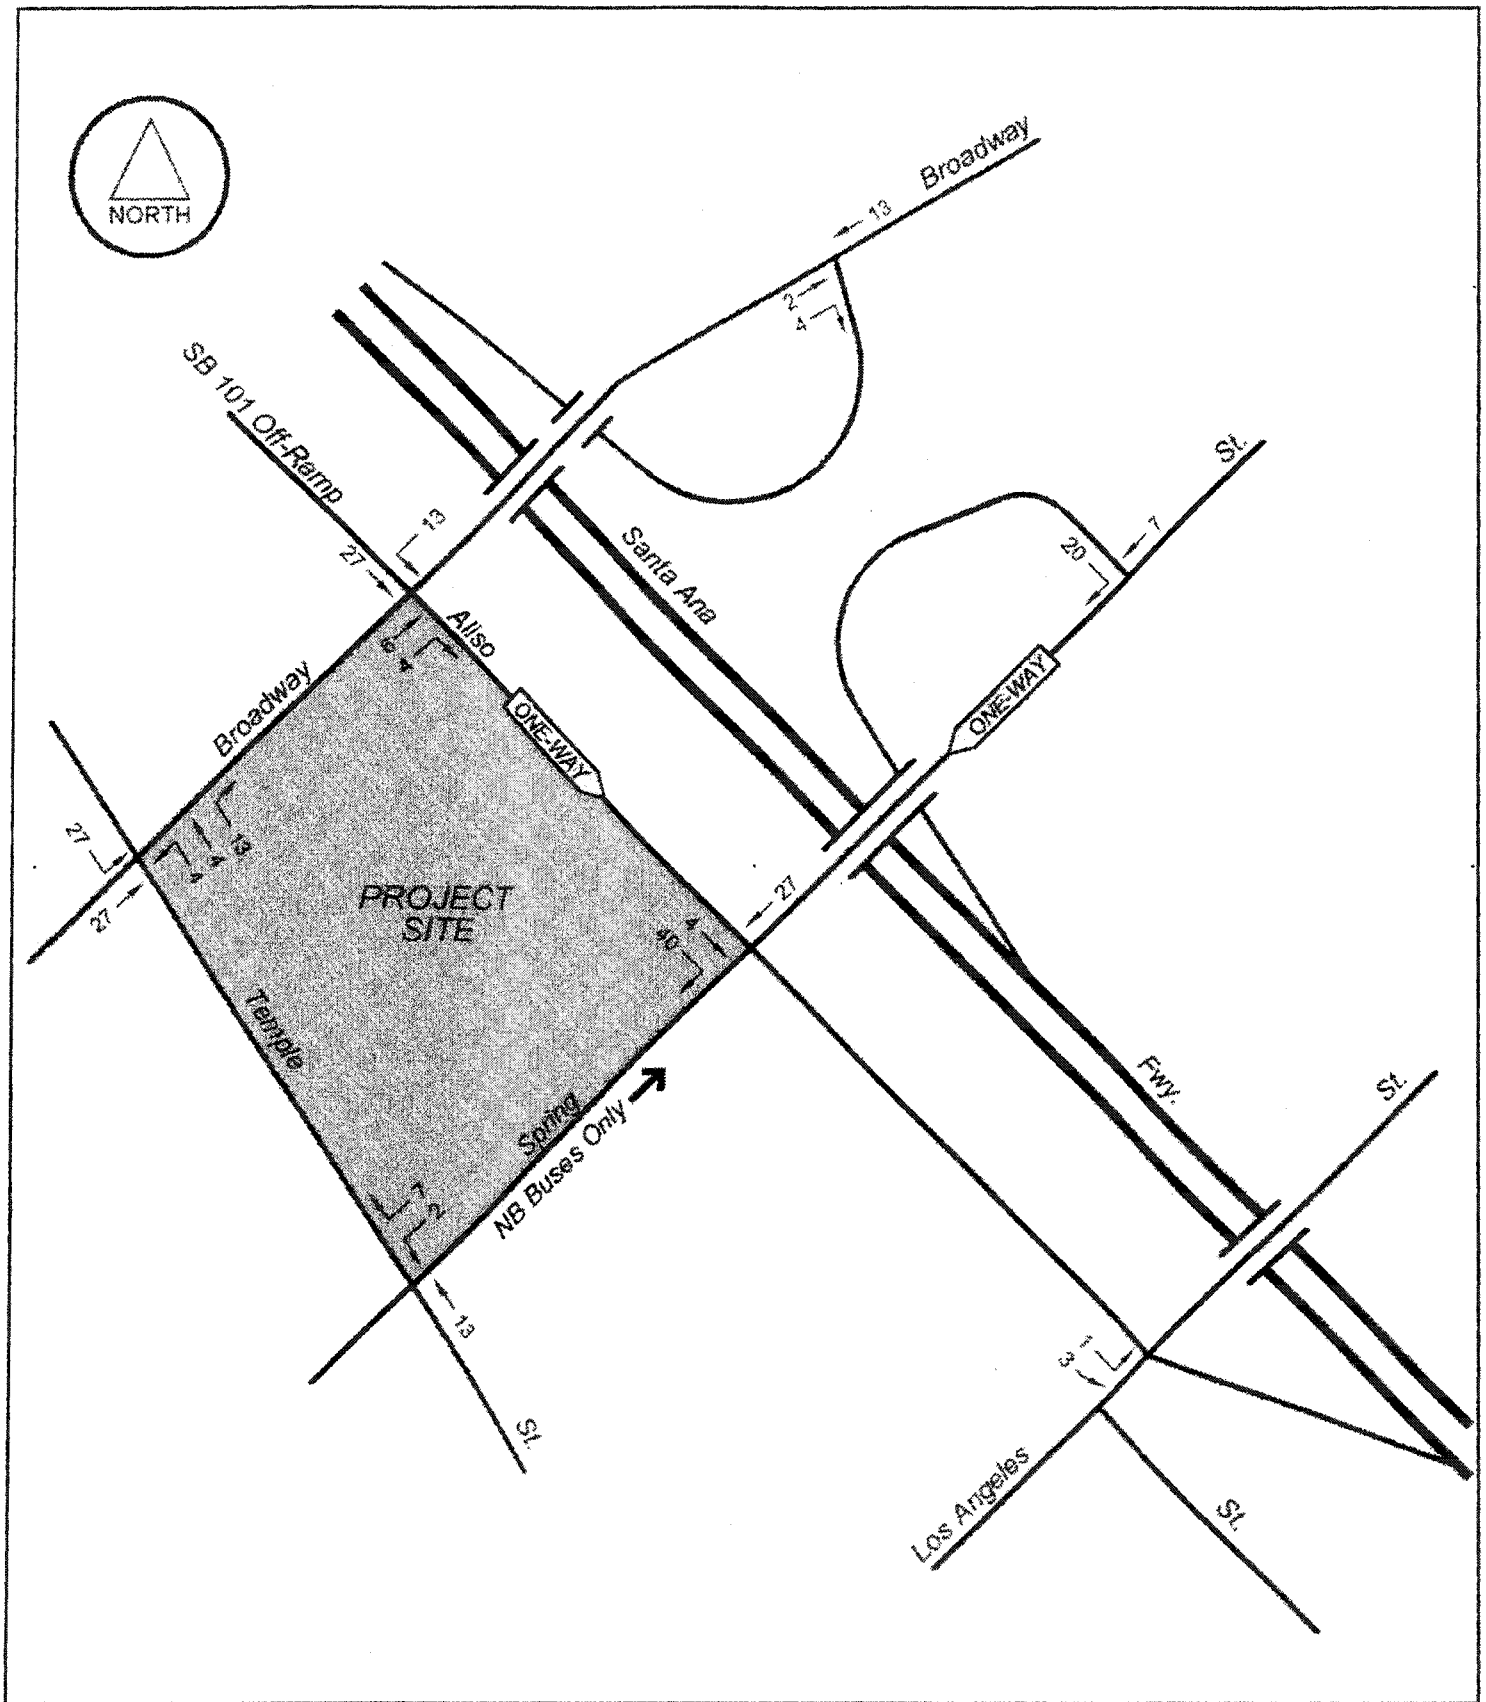 NORTH
Broadway
13
2
4
SB 101 Off-Ramp
St.
13
27
Santa Ana
7
20
Aliso
6
4
ONE-WAY
ONE-WAY
Broadway
27
13
4
4
27
PROJECT
SITE
27
4
40
Temple
Fwy.
St.
Spring
NB Buses Only
7
2
13
1
3
St.
Los Angeles
St.